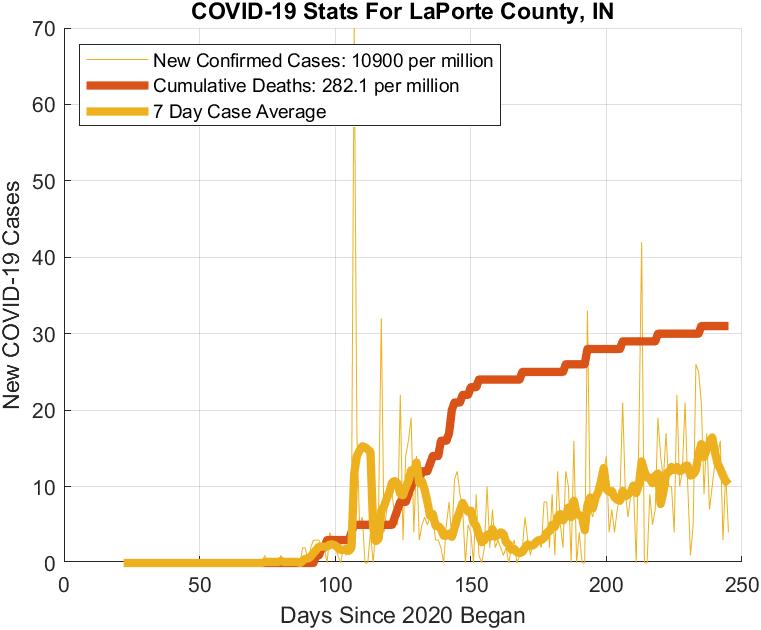 COVID-19 Stats For LaPorte County, IN
New Confirmed Cases: 10900 per million
Cumulative Deaths: 282.1 per million
7 Day Case Average
New COVID-19 Cases
70
60
50
40
30
20
10
0
0 50 100 150 200 250
Days Since 2020 Began